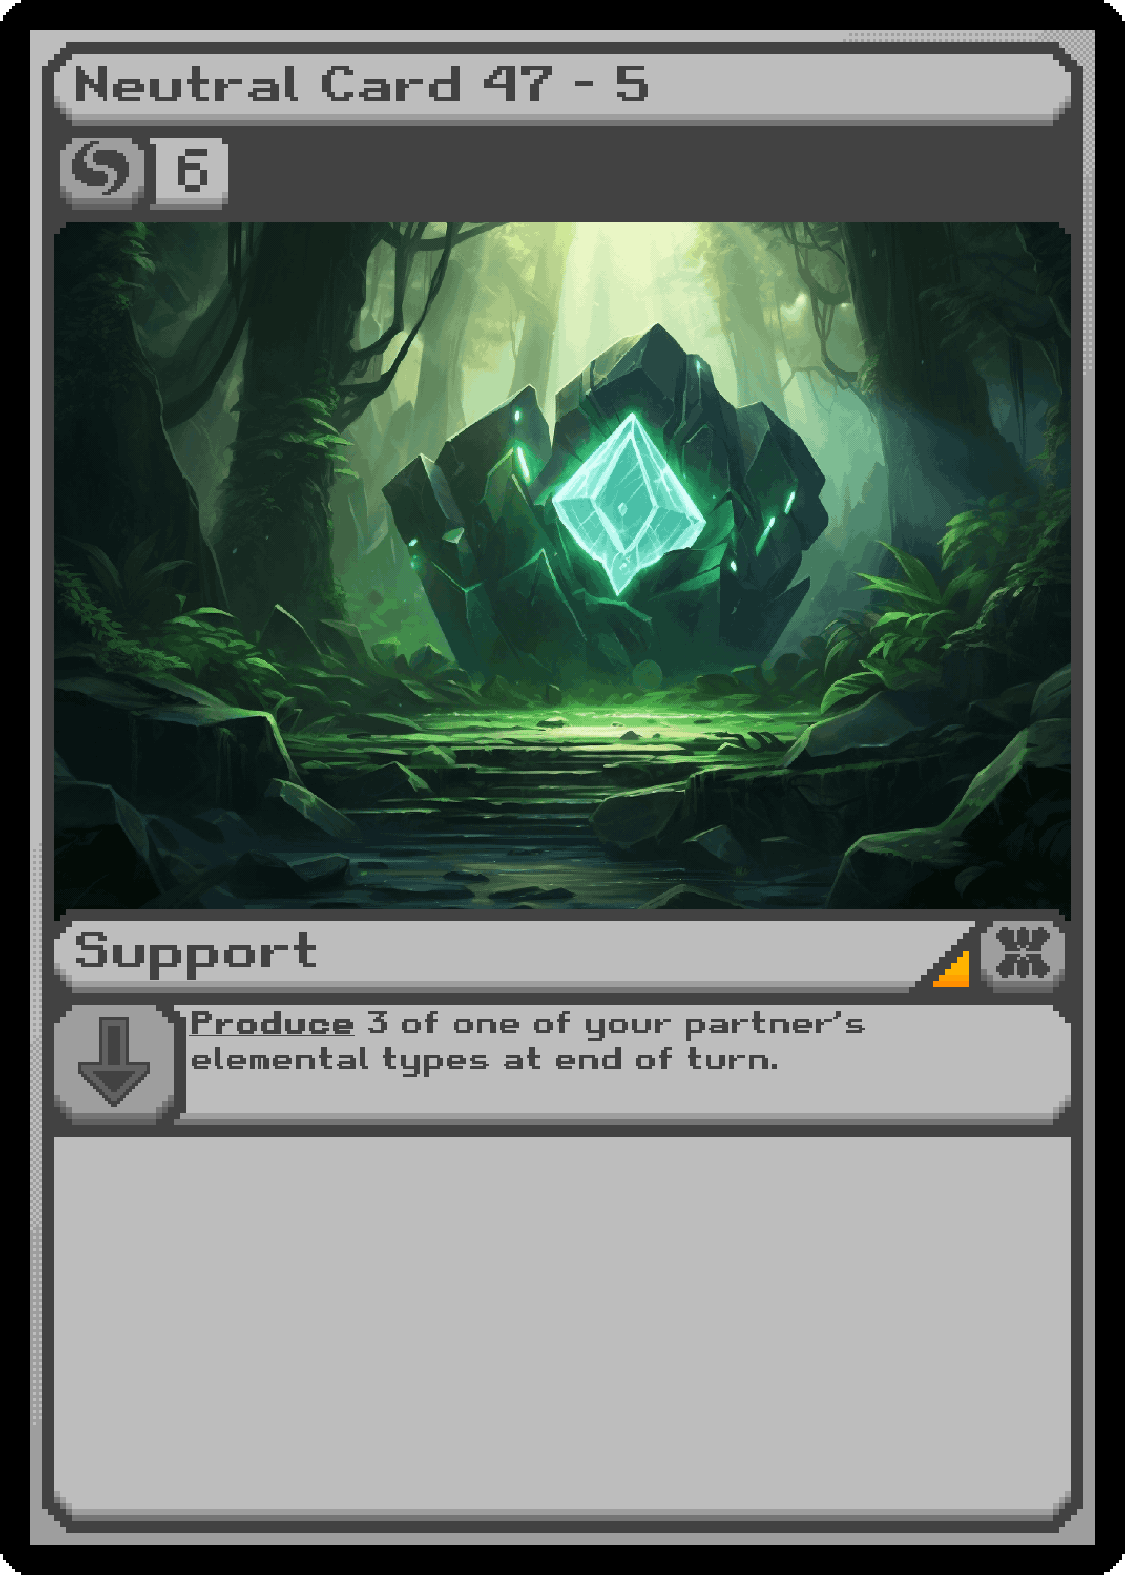 Neutral Card 47 - 5
6
Support
Produce 3 of one of your partner's
elemental types at end of turn.